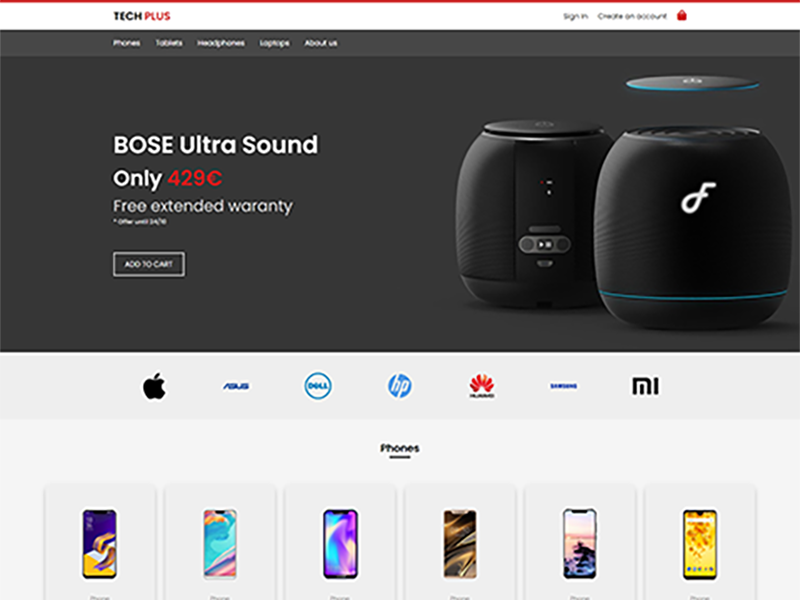 TECH PLUS
Sign In Create an account
Phones Tablets Headphones Laptops About us
BOSE Ultra Sound
Only 429€
Free extended waranty
* Offer until 24/10
ADD TO CART
ASUS DELL hp HUAWEI SAMSUNG MI
Phones
Phone Phone Phone Phone Phone Phone